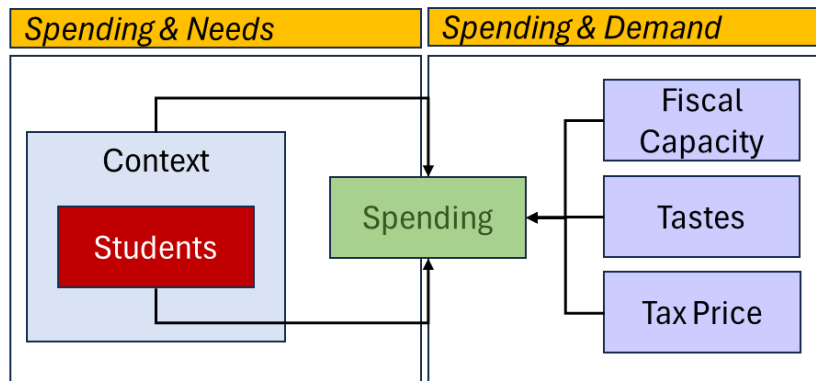 Spending & Needs
Spending & Demand
Context
Students
Spending
Fiscal
Capacity
Tastes
Tax Price